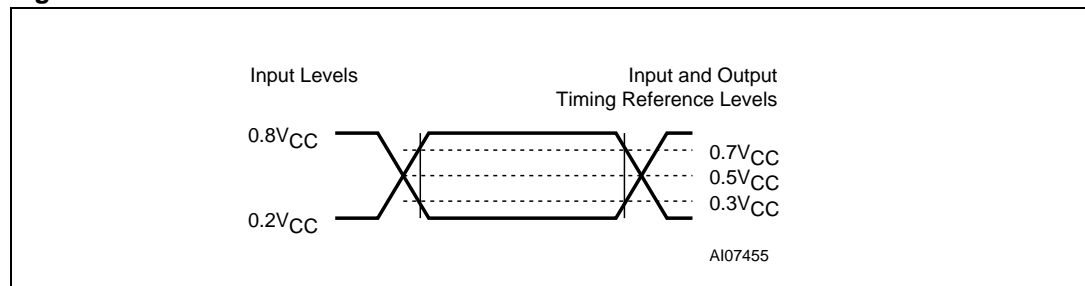 Input Levels
Input and Output
Timing Reference Levels
0.8VCC
0.7VCC
0.5VCC
0.3VCC
0.2VCC
AI07455